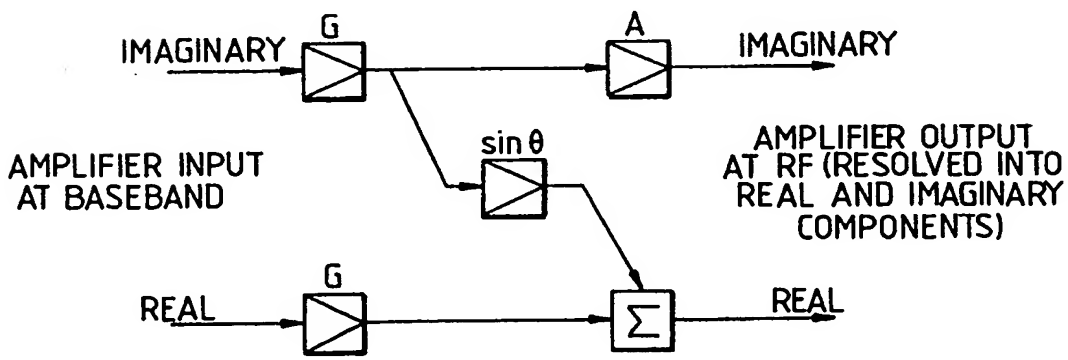 G
A
IMAGINARY
IMAGINARY
sin θ
AMPLIFIER INPUT
AT BASEBAND
AMPLIFIER OUTPUT
AT RF (RESOLVED INTO
REAL AND IMAGINARY
COMPONENTS)
G
REAL
Σ
REAL